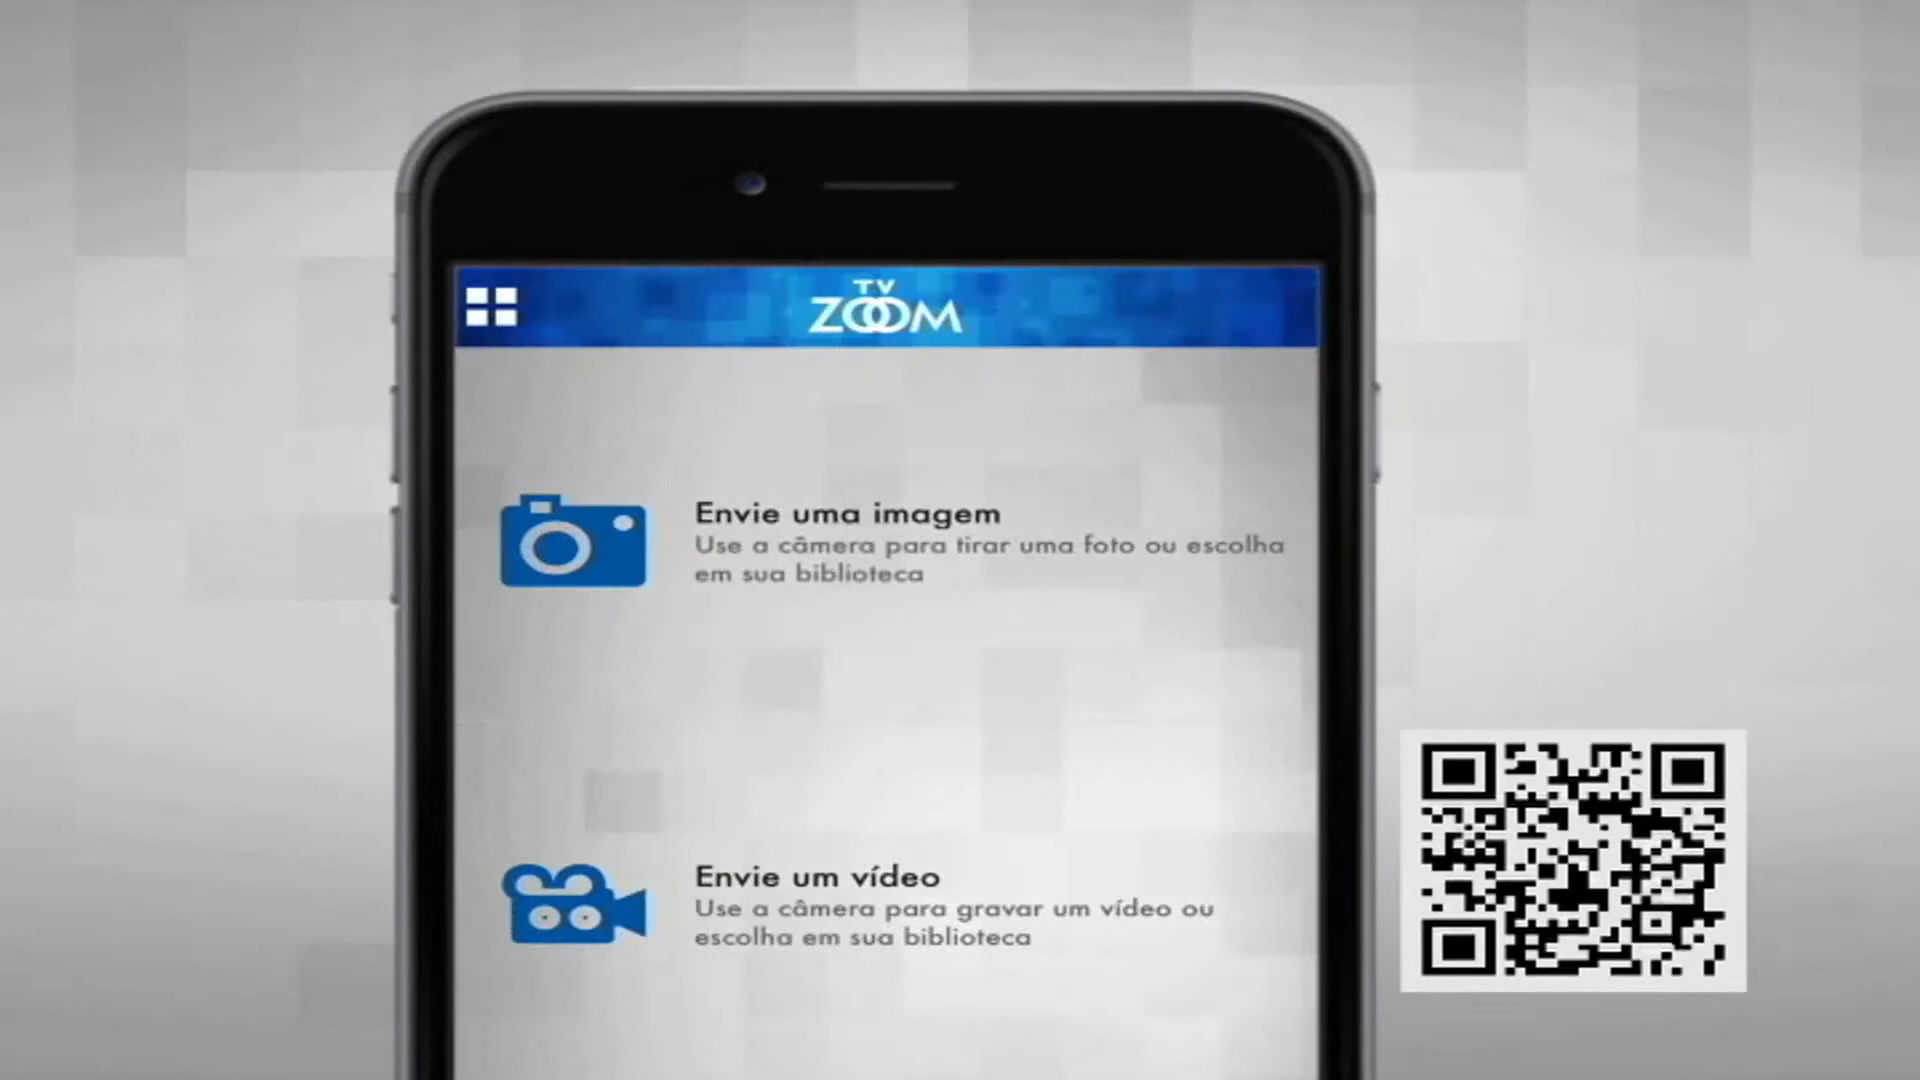 TV
ZOOM
Envie uma imagem
Use a câmera para tirar uma foto ou escolha
em sua biblioteca
Envie um vídeo
Use a câmera para gravar um vídeo ou
escolha em sua biblioteca